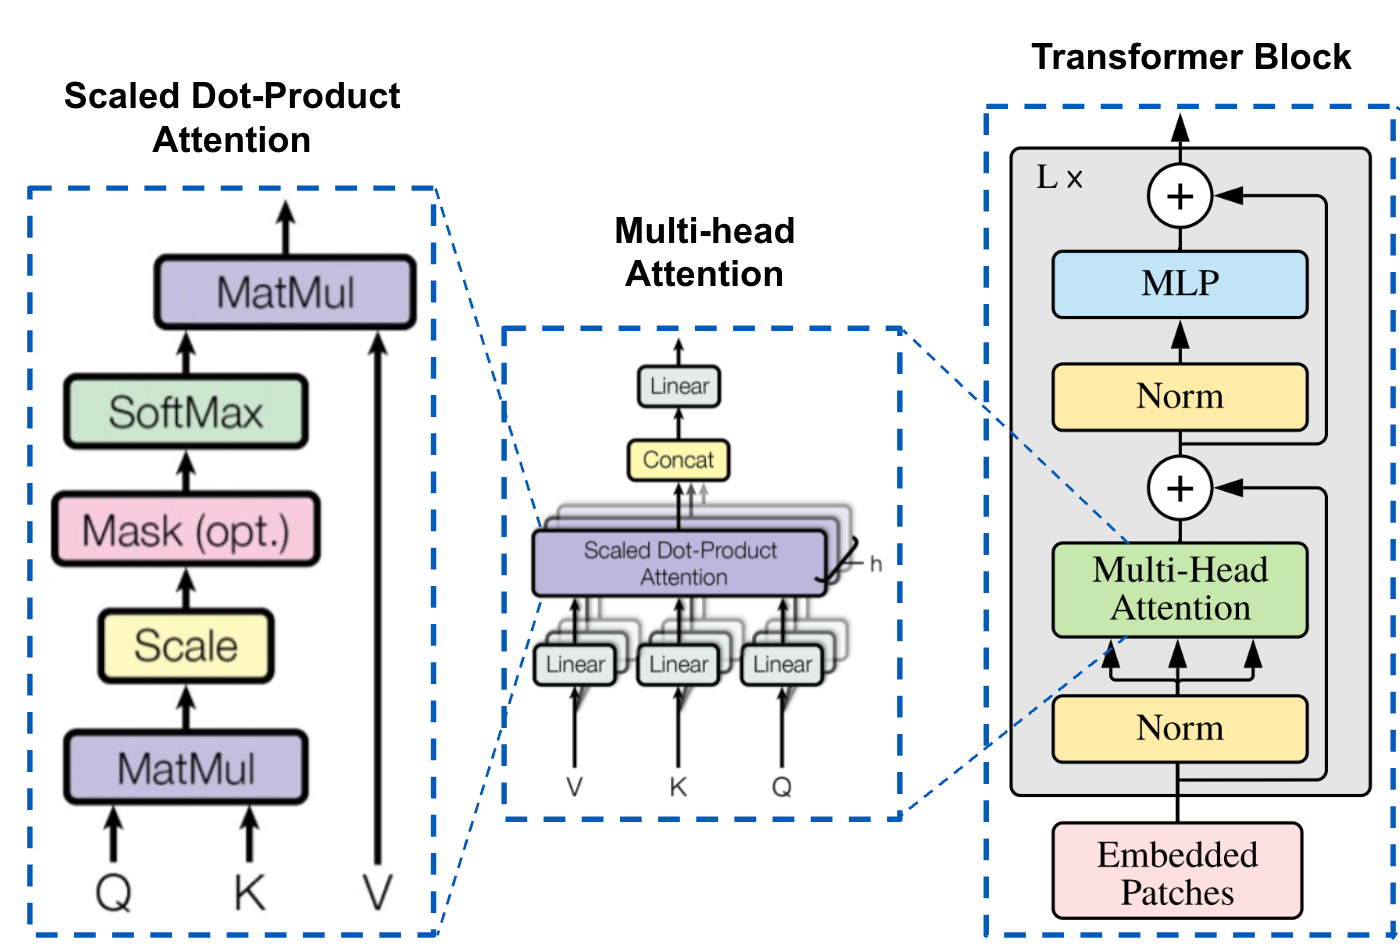 Scaled Dot-Product
Attention
MatMul
SoftMax
Mask (opt.)
Scale
MatMul
Q K V
Multi-head
Attention
Linear
Concat
Scaled Dot-Product
Attention
h
Linear Linear Linear
V K Q
Transformer Block
L x
+
MLP
Norm
+
Multi-Head
Attention
Norm
Embedded
Patches